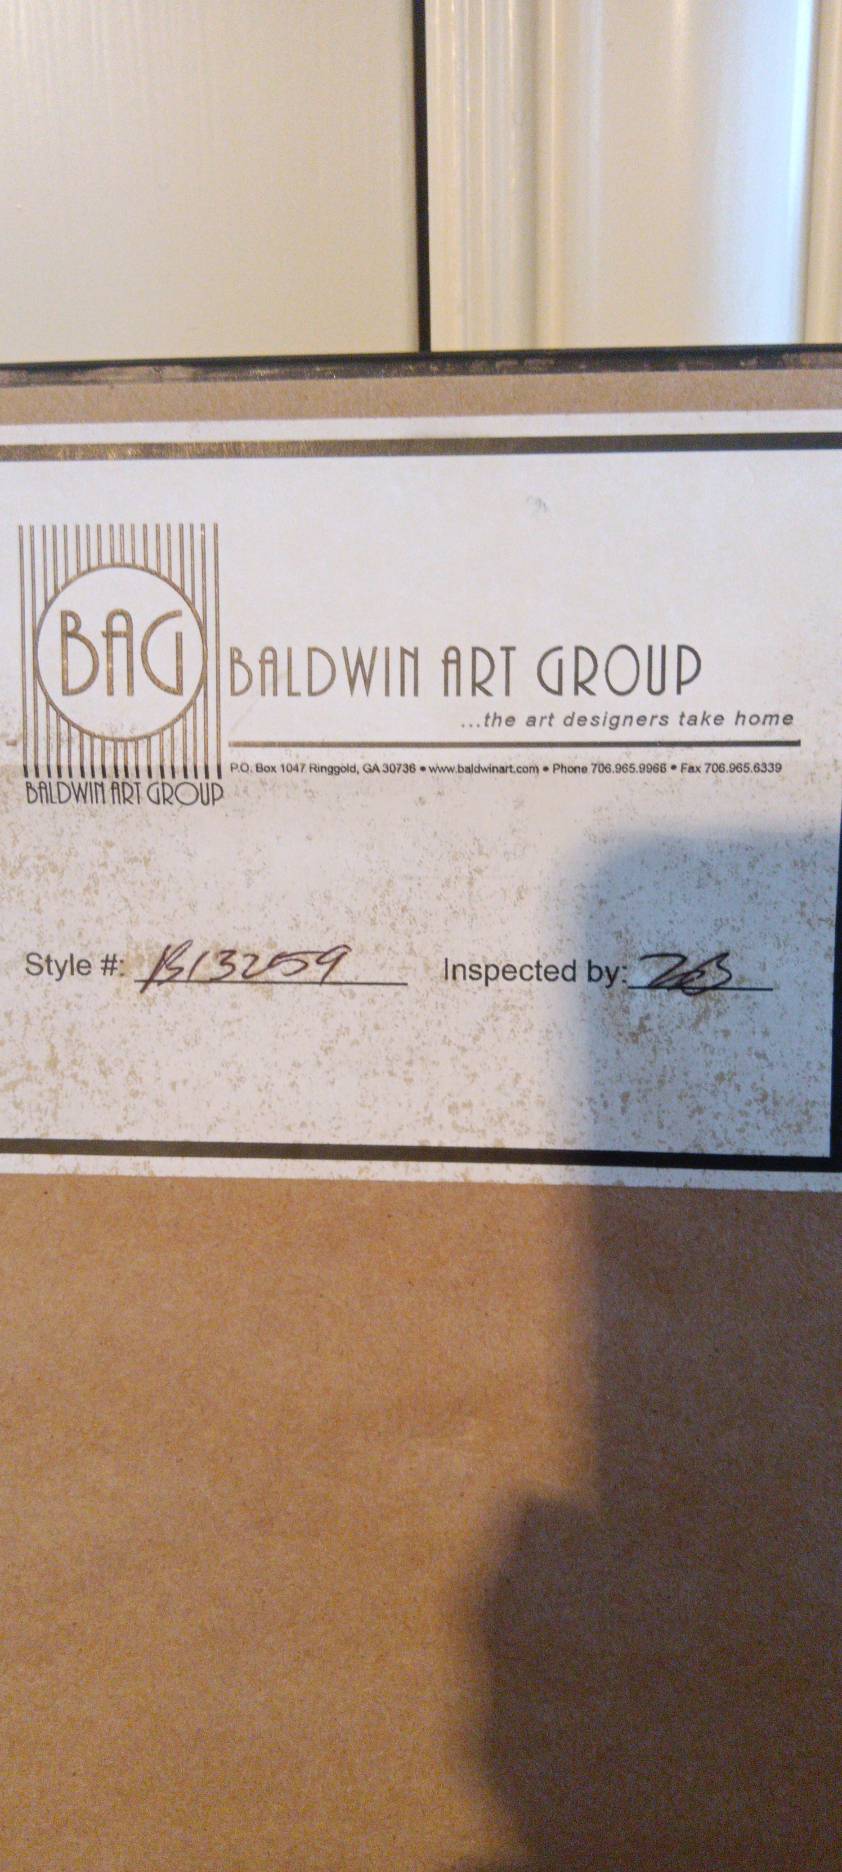 BAG
BALDWIN ART GROUP
...the art designers take home
P.O. Box 1047 Ringgold, GA 30736 • www.baldwinart.com • Phone 706.965.9966 • Fax 706.965.6339
BALDWIN ART GROUP
Style #: B13259 Inspected by: